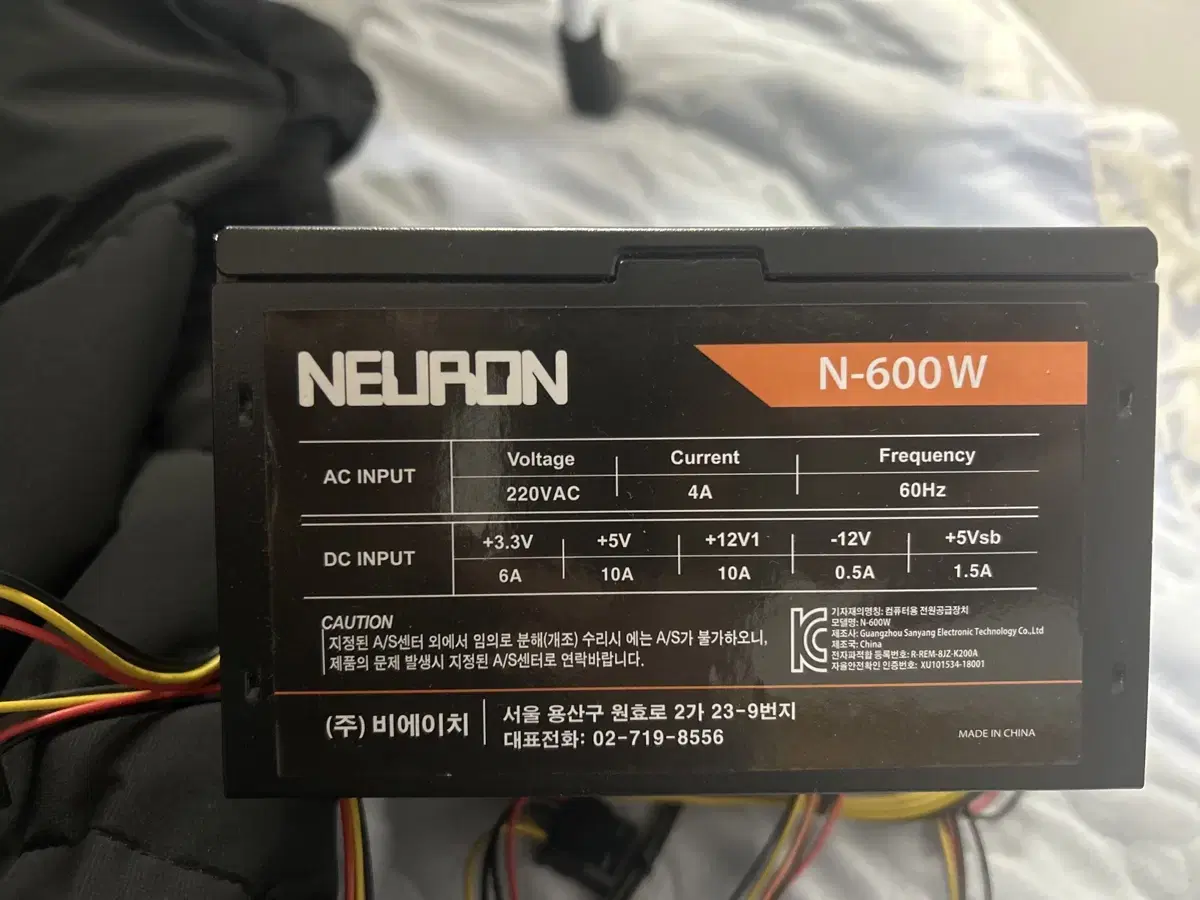 NEURON
N-600W
AC INPUT
Voltage Current Frequency
220VAC 4A 60Hz
DC INPUT
+3.3V +5V +12V1 -12V +5Vsb
6A 10A 10A 0.5A 1.5A
CAUTION
지정된 A/S센터 외에서 임의로 분해(개조) 수리시 에는 A/S가 불가하오니,
제품의 문제 발생시 지정된 A/S센터로 연락바랍니다.
기자재의명칭: 컴퓨터용 전원공급장치
모델명: N-600W
제조사: Guangzhou Sanyang Electronic Technology Co.,Ltd
제조국: China
전자파적합 등록번호: R-REM-8JZ-K200A
자율안전확인 인증번호: XU101534-18001
(주) 비에이치
서울 용산구 원효로 2가 23-9번지
대표전화: 02-719-8556
MADE IN CHINA